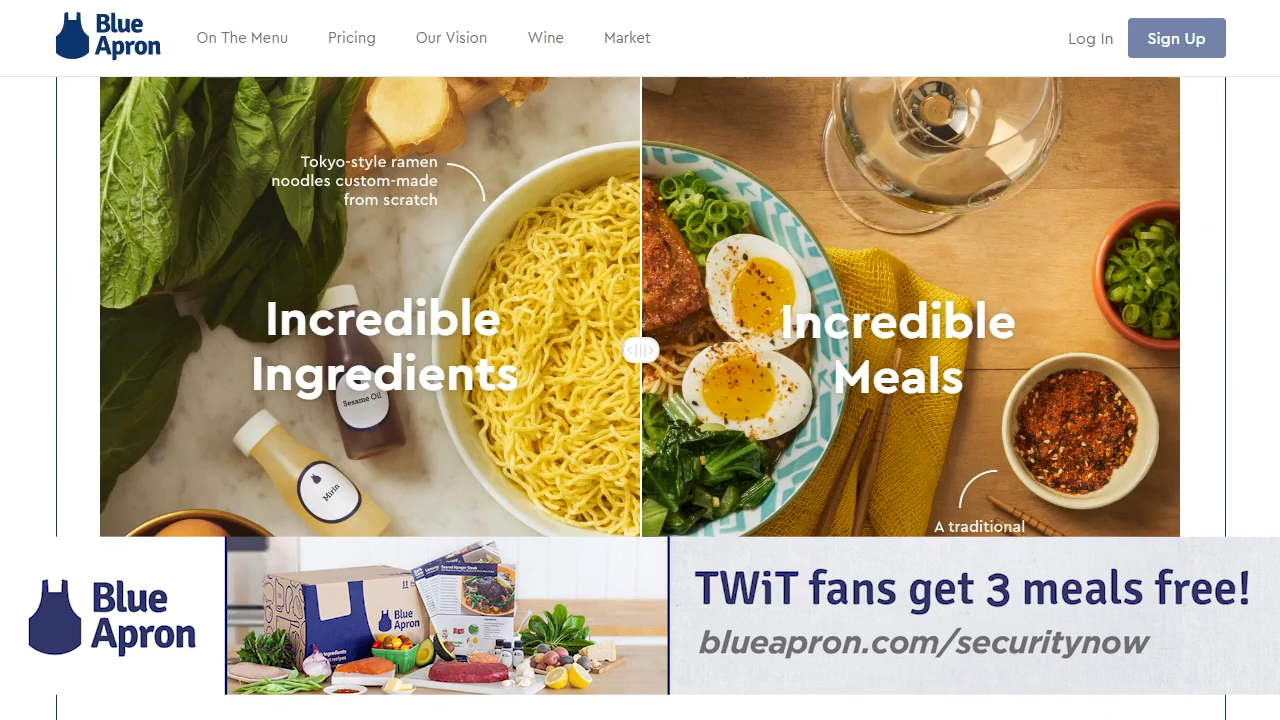 Blue
Apron
On The Menu
Pricing
Our Vision
Wine
Market
Log In
Sign Up
Tokyo-style ramen
noodles custom-made
from scratch
Incredible
Ingredients
Sesame Oil
Mirin
Incredible
Meals
A traditional
Blue
Apron
Blue
Apron
TWiT fans get 3 meals free!
blueapron.com/securitynow